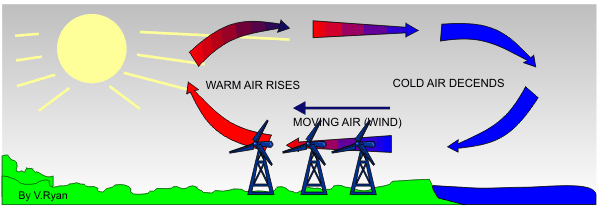 WARM AIR RISES
COLD AIR DECENDS
MOVING AIR (WIND)
By V.Ryan